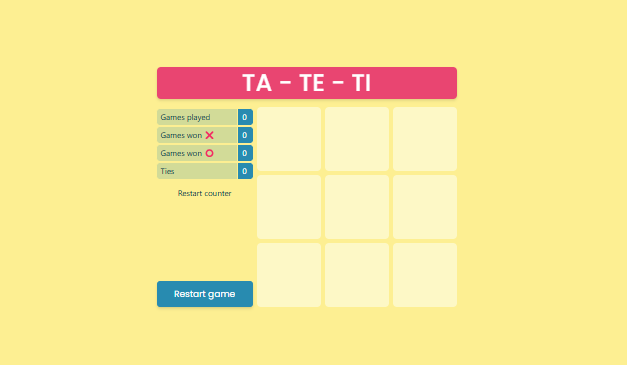 TA - TE - TI
Games played 0
Games won ❌ 0
Games won ⭕ 0
Ties 0
Restart counter
Restart game